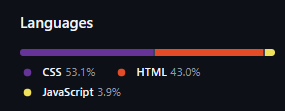 Languages
CSS 53.1% HTML 43.0%
JavaScript 3.9%